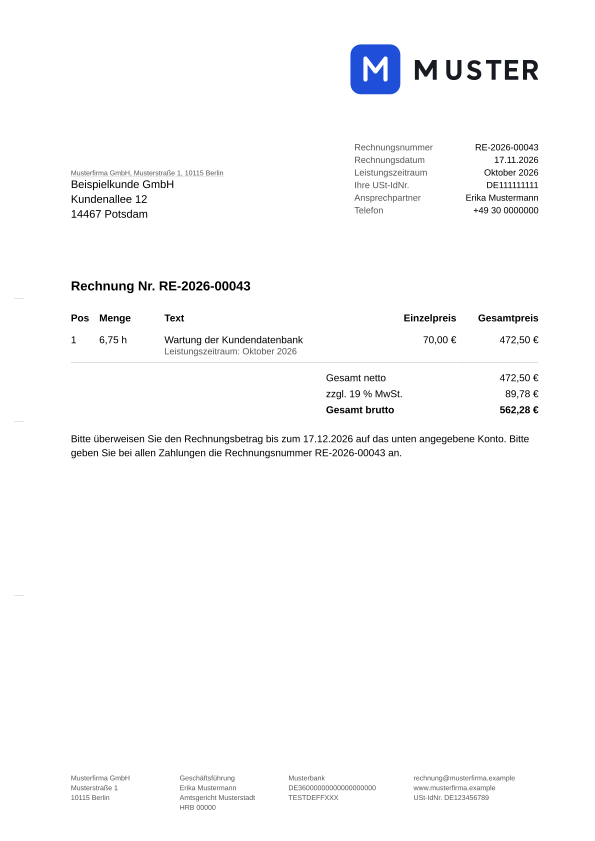 M MUSTER
Musterfirma GmbH, Musterstraße 1, 10115 Berlin
Beispielkunde GmbH
Kundenallee 12
14467 Potsdam
Rechnungsnummer RE-2026-00043
Rechnungsdatum 17.11.2026
Leistungszeitraum Oktober 2026
Ihre USt-IdNr. DE111111111
Ansprechpartner Erika Mustermann
Telefon +49 30 0000000
Rechnung Nr. RE-2026-00043
Pos Menge Text Einzelpreis Gesamtpreis
1 6,75 h Wartung der Kundendatenbank 70,00 € 472,50 €
Leistungszeitraum: Oktober 2026
Gesamt netto 472,50 €
zzgl. 19 % MwSt. 89,78 €
Gesamt brutto 562,28 €
Bitte überweisen Sie den Rechnungsbetrag bis zum 17.12.2026 auf das unten angegebene Konto. Bitte
geben Sie bei allen Zahlungen die Rechnungsnummer RE-2026-00043 an.
Musterfirma GmbH
Musterstraße 1
10115 Berlin
Geschäftsführung
Erika Mustermann
Amtsgericht Musterstadt
HRB 00000
Musterbank
DE36000000000000000000
TESTDEFFXXX
rechnung@musterfirma.example
www.musterfirma.example
USt-IdNr. DE123456789